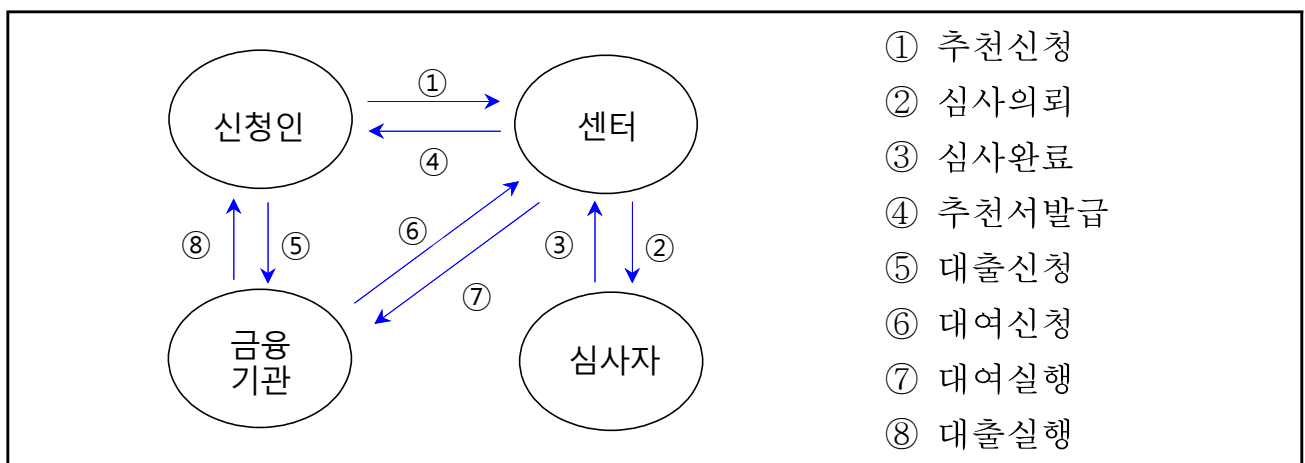 신청인
①
④
센터
⑧
⑤
⑥
⑦
③
②
금융
기관
심사자
① 추천신청
② 심사의뢰
③ 심사완료
④ 추천서발급
⑤ 대출신청
⑥ 대여신청
⑦ 대여실행
⑧ 대출실행